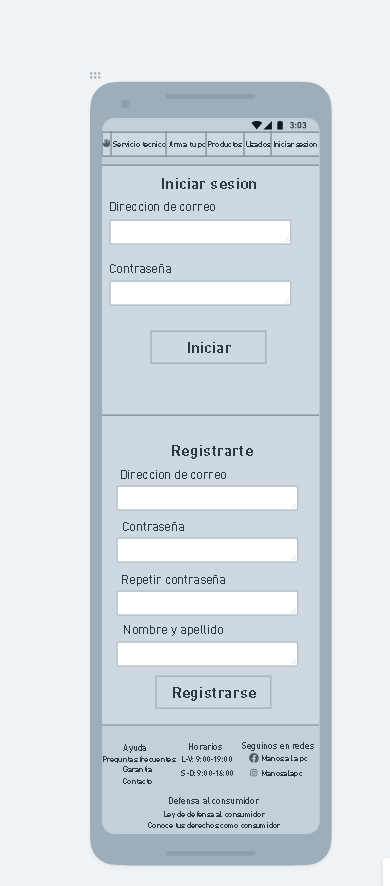 3:03
Servicio tecnico Arma tu pc Productos Usados Iniciar sesion
Iniciar sesion
Direccion de correo
Contraseña
Iniciar
Registrarte
Direccion de correo
Contraseña
Repetir contraseña
Nombre y apellido
Registrarse
Ayuda
Preguntas frecuentes
Garantia
Contacto
Horarios
L-V: 9:00-19:00
S-D: 9:00-16:00
Seguinos en redes
Manosalapc
Manosalapc
Defensa al consumidor
Ley de defensa al consumidor
Conoce tus derechos como consumidor